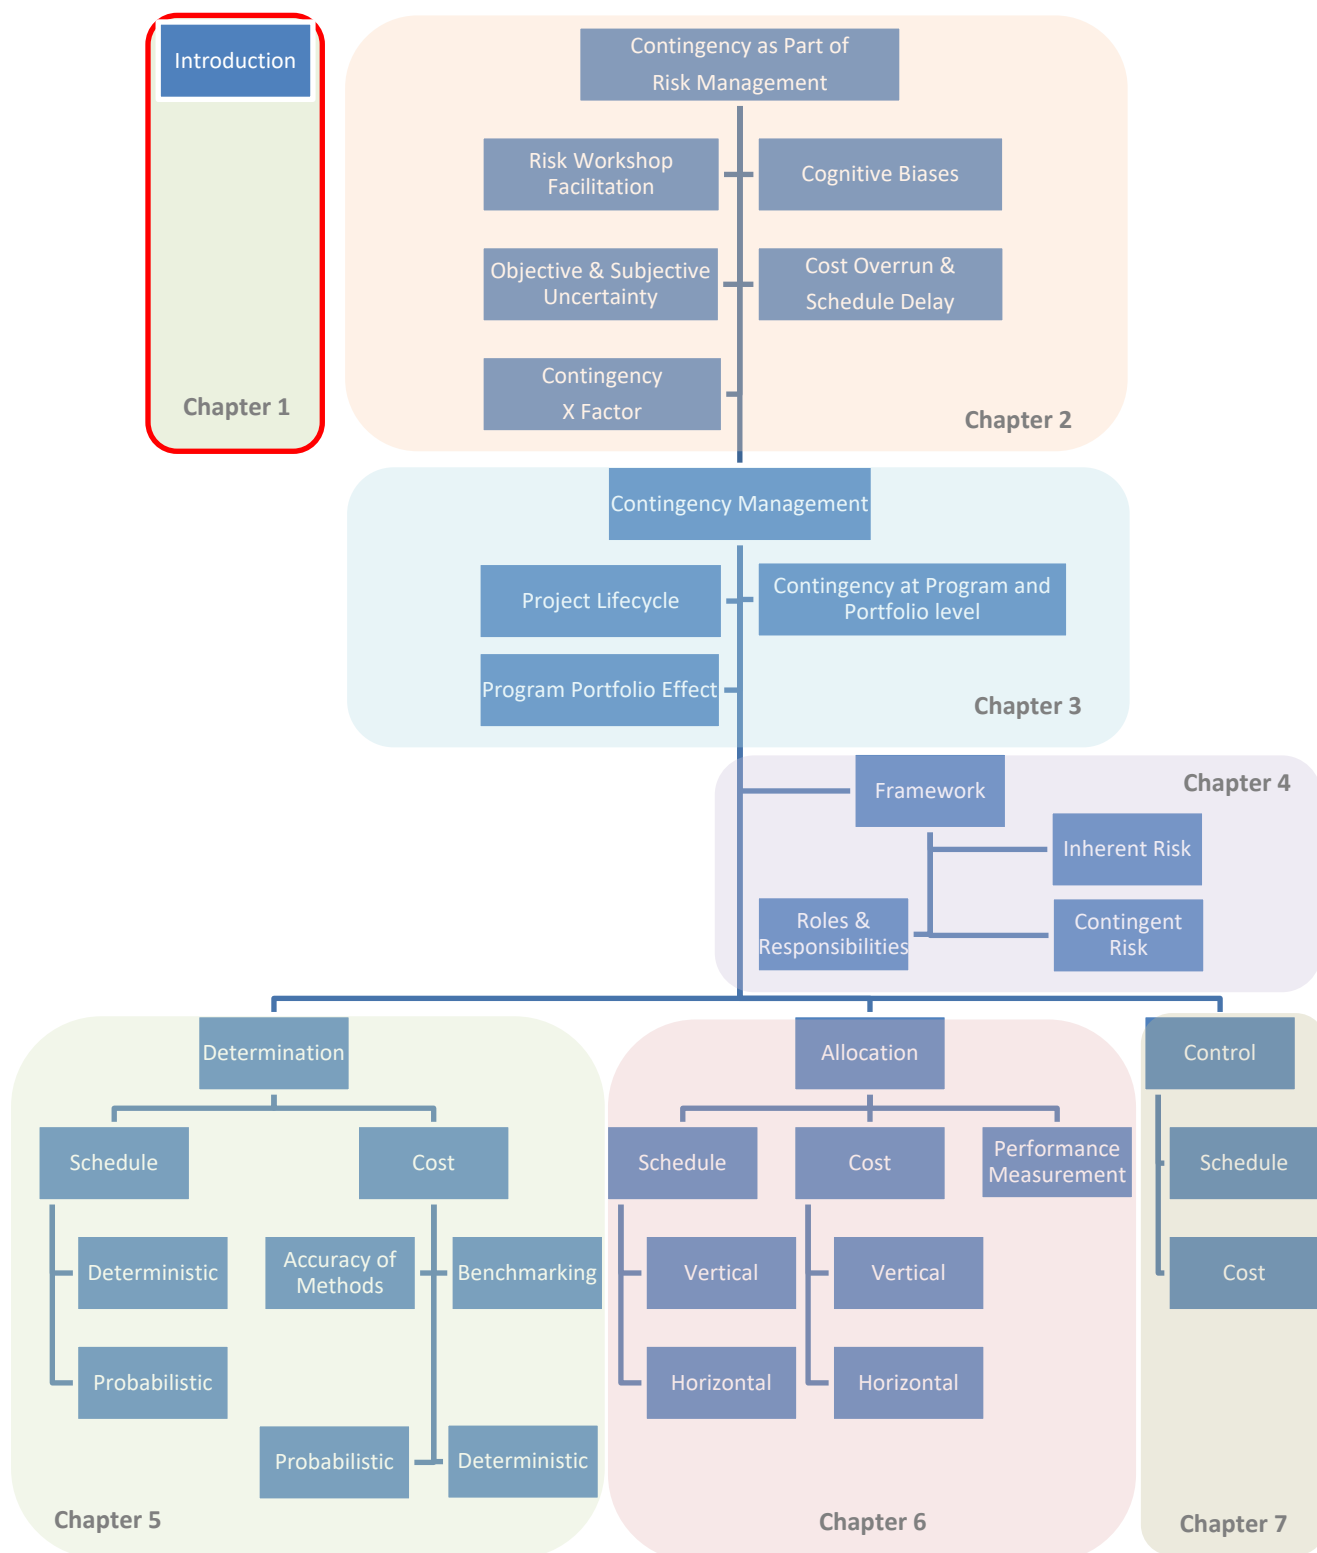 Introduction
Chapter 1
Contingency as Part of
Risk Management
Risk Workshop
Facilitation
Cognitive Biases
Objective & Subjective
Uncertainty
Cost Overrun &
Schedule Delay
Contingency
X Factor
Chapter 2
Contingency Management
Project Lifecycle
Contingency at Program and
Portfolio level
Program Portfolio Effect
Chapter 3
Framework
Chapter 4
Inherent Risk
Roles &
Responsibilities
Contingent
Risk
Determination
Schedule
Cost
Deterministic
Accuracy of
Methods
Benchmarking
Probabilistic
Probabilistic
Deterministic
Chapter 5
Allocation
Schedule
Cost
Performance
Measurement
Vertical
Vertical
Horizontal
Horizontal
Chapter 6
Control
Schedule
Cost
Chapter 7